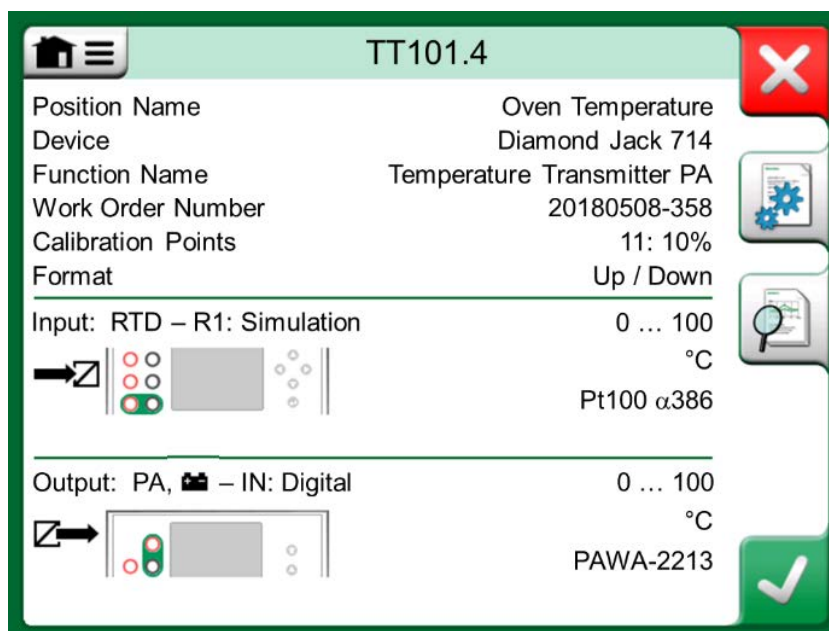 TT101.4
Position Name Oven Temperature
Device Diamond Jack 714
Function Name Temperature Transmitter PA
Work Order Number 20180508-358
Calibration Points 11: 10%
Format Up / Down
Input: RTD – R1: Simulation 0 ... 100
°C
Pt100 α386
Output: PA, – IN: Digital 0 ... 100
°C
PAWA-2213